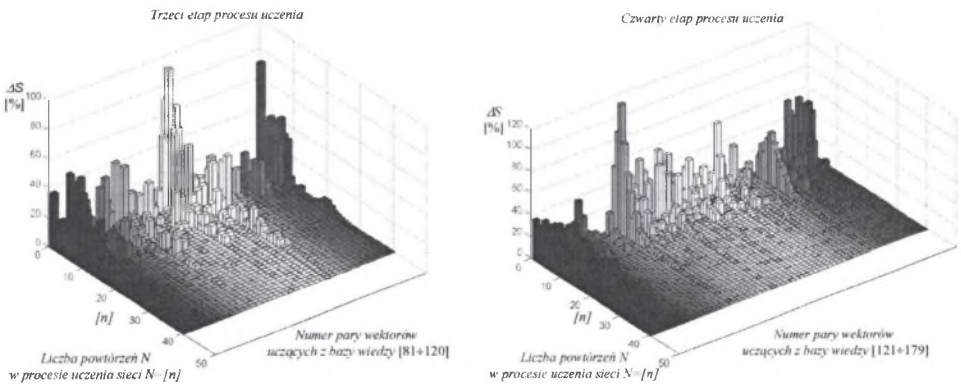 Trzeci etap procesu uczenia
ΔS
[%]
100
80
60
40
20
0
0
10
20
[n]
30
40
50
Liczba powtórzeń N
w procesie uczenia sieci N=[n]
Numer pary wektorów
uczących z bazy wiedzy [81÷120]
Czwarty etap procesu uczenia
ΔS
[%]
120
100
80
60
40
20
0
0
10
20
[n]
30
40
50
Liczba powtórzeń N
w procesie uczenia sieci N=[n]
Numer pary wektorów
uczących z bazy wiedzy [121÷179]